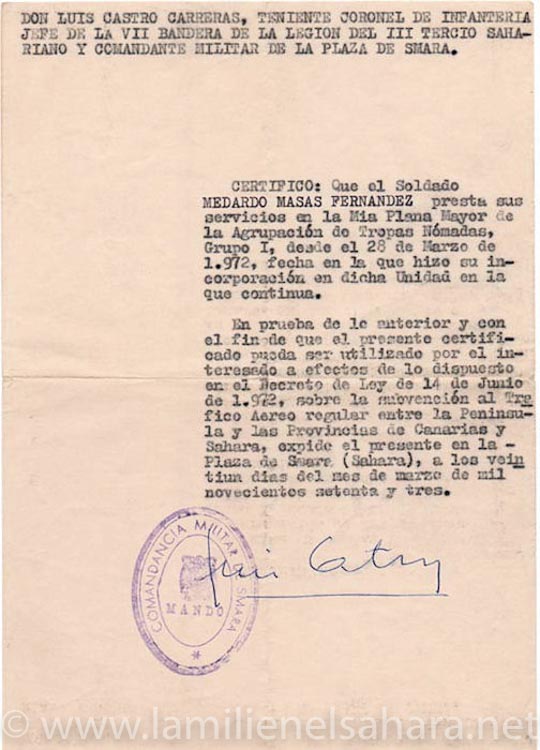 DON LUIS CASTRO CARRERAS, TENIENTE CORONEL DE INFANTERIA
JEFE DE LA VII BANDERA DE LA LEGION DEL III TERCIO SAHA-
RIANO Y COMANDANTE MILITAR DE LA PLAZA DE SMARA.
CERTIFICO: Que el Soldado
MEDARDO MASAS FERNANDEZ presta sus
servicios en la Mia Plana Mayor de
la Agrupación de Tropas Nómadas,
Grupo I, desde el 28 de Marzo de
1.972, fecha en la que hizo su in-
corporación en dicha Unidad en la
que continua.
En prueba de lo anterior y con
el fin de que el presente certifi-
cado pueda ser utilizado por el in-
teresado a efectos de lo dispuesto
en el Decreto de Ley de 14 de Junio
de 1.972, sobre la subvención al Tra
fico Aereo regular entre la Peninsu-
la y las Provincias de Canarias y
Sahara, expide el presente en la -
Plaza de Smara (Sahara), a los vein
tiun dias del mes de marzo de mil
novecientos setenta y tres.
COMANDANCIA MILITAR SMARA
MANDO
© www.lamilienelsahara.net